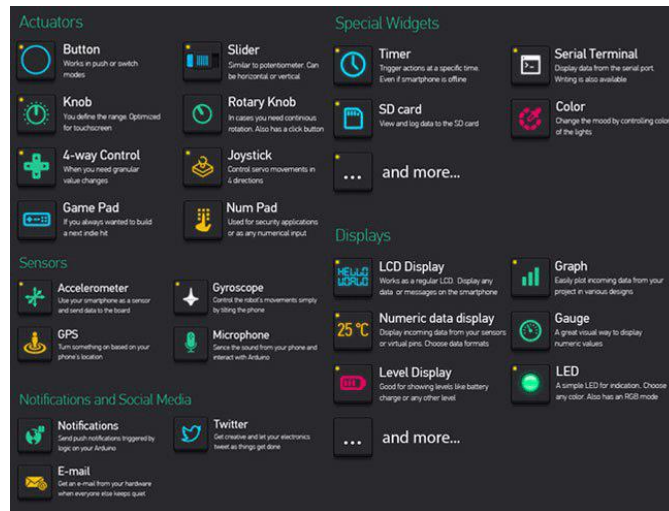 Actuators
Button
Works in push or switch
modes
Slider
Similar to potentiometer. Can
be horizontal or vertical
Knob
You define the range. Optimized
for touchscreen
Rotary Knob
In cases you need continious
rotation. Also has a click button
4-way Control
When you need granular
value changes
Joystick
Control servo movements in
4 directions
Game Pad
If you always wanted to build
a next indie hit
Num Pad
Used for security applications
or as any numerical input
Sensors
Accelerometer
Use your smartphone as a sensor
and send data to the board
Gyroscope
Control the robot's movements simply
by tilting the phone
GPS
Turn something on based on your
phone's location
Microphone
Sence the sound from your phone and
interact with Arduino
Notifications and Social Media
Notifications
Send push notifications triggered by
logic on your Arduino
Twitter
Get creative and let your electronics
tweet as things get done
E-mail
Get an e-mail from your hardware
when everyone else keeps quiet
Special Widgets
Timer
Trigger actions at a specific time.
Even if smartphone is offline
Serial Terminal
Display data from the serial port.
Writing is also available
SD card
View and log data to the SD card
Color
Change the mood by controlling color
of the lights
... and more...
Displays
HELLO
WORLD
LCD Display
Works as a regular LCD. Display any
data or messages on the smartphone
Graph
Easily plot incoming data from your
project in various designs
25 °C
Numeric data display
Display incoming data from your sensors
or virtual pins. Choose data formats
Gauge
A great visual way to display
numeric values
Level Display
Good for showing levels like battery
charge or any other level
LED
A simple LED for indication. Choose
any color. Also has an RGB mode
... and more...